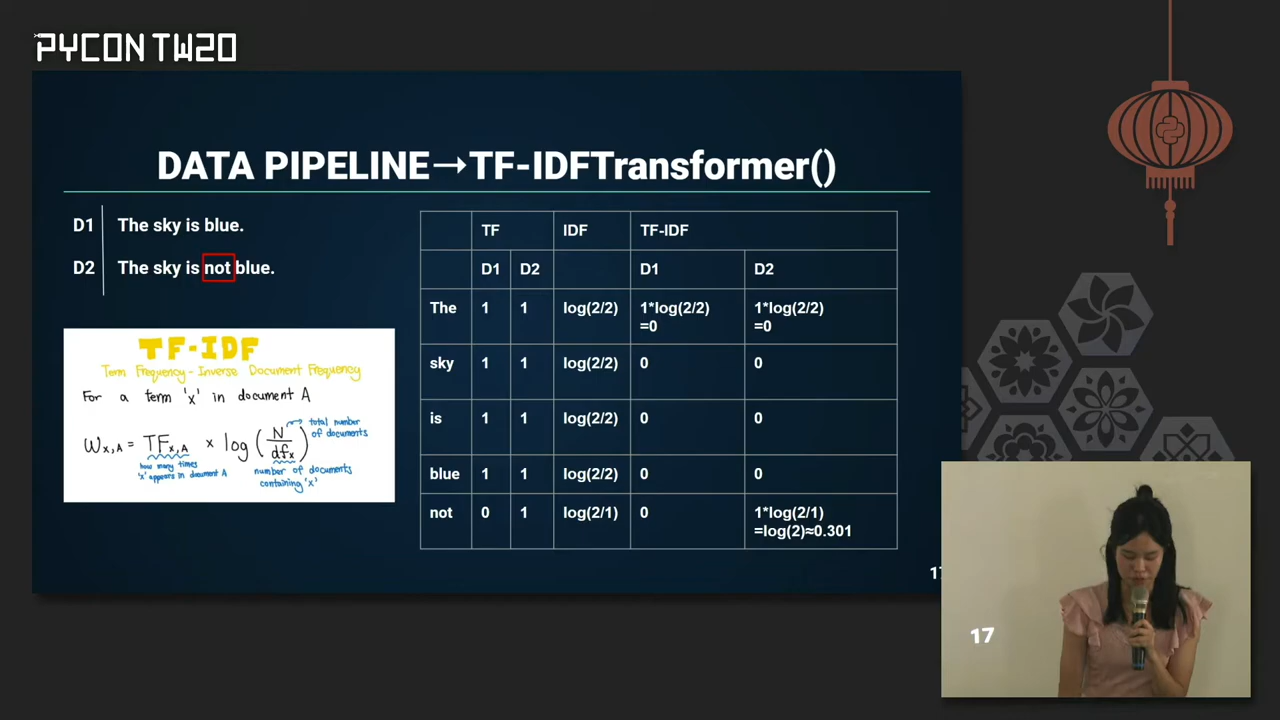 PYCON TW20
DATA PIPELINE→TF-IDFTransformer()
D1 The sky is blue.
D2 The sky is not blue.
TF-IDF
Term Frequency - Inverse Document Frequency
For a term 'x' in document A
Wx,A = TFx,A × log (N/dfx)
total number of documents
how many times 'x' appears in document A
number of documents containing 'x'
TF IDF TF-IDF
D1 D2 D1 D2
The 1 1 log(2/2) 1*log(2/2) =0 1*log(2/2) =0
sky 1 1 log(2/2) 0 0
is 1 1 log(2/2) 0 0
blue 1 1 log(2/2) 0 0
not 0 1 log(2/1) 0 1*log(2/1) =log(2)≈0.301
17
17